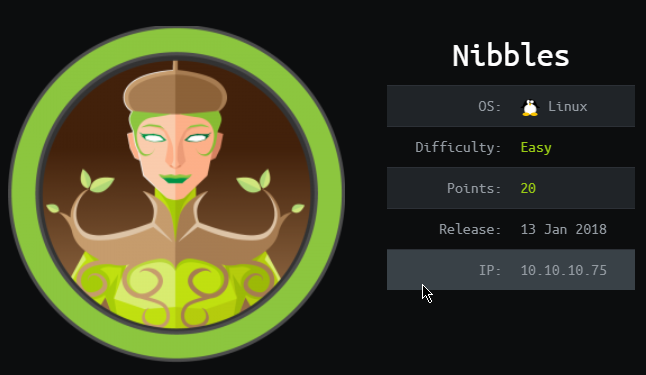 Nibbles
OS: Linux
Difficulty: Easy
Points: 20
Release: 13 Jan 2018
IP: 10.10.10.75